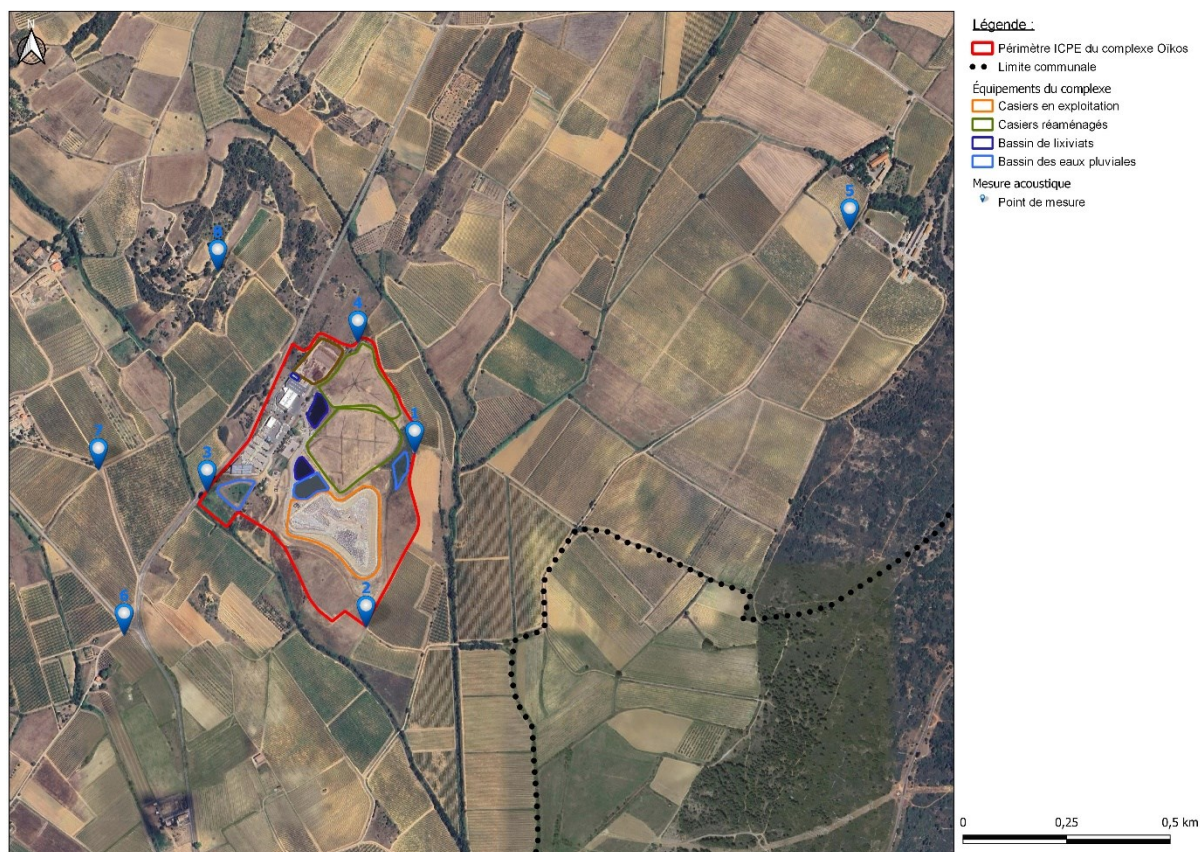 N
Légende :
Périmètre ICPE du complexe Oïkos
Limite communale
Équipements du complexe
Casiers en exploitation
Casiers réaménagés
Bassin de lixiviats
Bassin des eaux pluviales
Mesure acoustique
Point de mesure
5
8
4
1
7
3
2
6
0
0,25
0,5 km